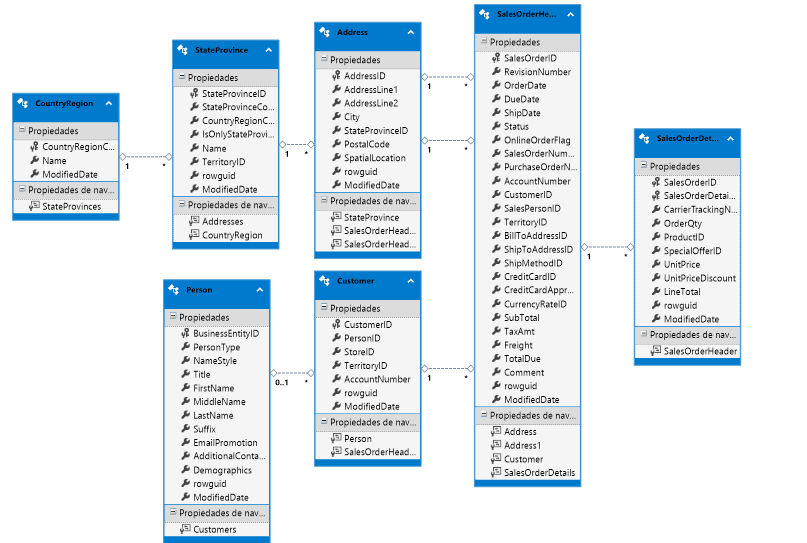 CountryRegion
Propiedades
CountryRegionC...
Name
ModifiedDate
Propiedades de nav...
StateProvinces
1
*
StateProvince
Propiedades
StateProvinceID
StateProvinceCo...
CountryRegionC...
IsOnlyStateProvi...
Name
TerritoryID
rowguid
ModifiedDate
Propiedades de nav...
Addresses
CountryRegion
1
*
Address
Propiedades
AddressID
AddressLine1
AddressLine2
City
StateProvinceID
PostalCode
SpatialLocation
rowguid
ModifiedDate
Propiedades de nav...
StateProvince
SalesOrderHead...
SalesOrderHead...
1
*
1
*
SalesOrderHe...
Propiedades
SalesOrderID
RevisionNumber
OrderDate
DueDate
ShipDate
Status
OnlineOrderFlag
SalesOrderNum...
PurchaseOrderN...
AccountNumber
CustomerID
SalesPersonID
TerritoryID
BillToAddressID
ShipToAddressID
ShipMethodID
CreditCardID
CreditCardAppr...
CurrencyRateID
SubTotal
TaxAmt
Freight
TotalDue
Comment
rowguid
ModifiedDate
Propiedades de nav...
Address
Address1
Customer
SalesOrderDetails
1
*
SalesOrderDet...
Propiedades
SalesOrderID
SalesOrderDetai...
CarrierTrackingN...
OrderQty
ProductID
SpecialOfferID
UnitPrice
UnitPriceDiscount
LineTotal
rowguid
ModifiedDate
Propiedades de nav...
SalesOrderHeader
Person
Propiedades
BusinessEntityID
PersonType
NameStyle
Title
FirstName
MiddleName
LastName
Suffix
EmailPromotion
AdditionalConta...
Demographics
rowguid
ModifiedDate
Propiedades de nav...
Customers
0..1
*
Customer
Propiedades
CustomerID
PersonID
StoreID
TerritoryID
AccountNumber
rowguid
ModifiedDate
Propiedades de nav...
Person
SalesOrderHead...
1
*